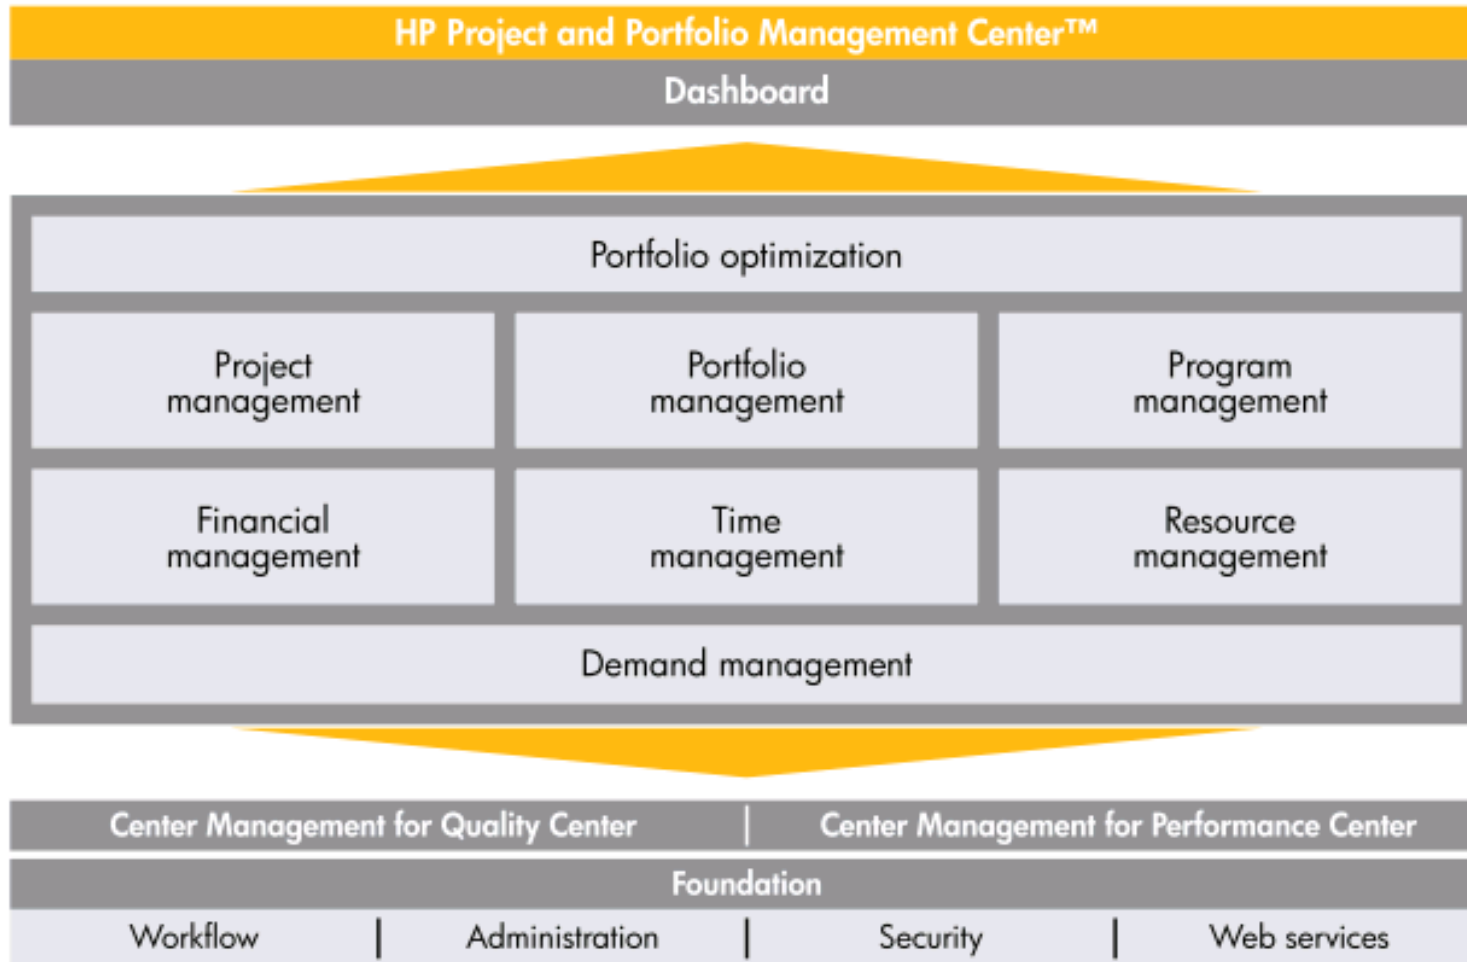 HP Project and Portfolio Management Center™
Dashboard
Portfolio optimization
Project
management
Portfolio
management
Program
management
Financial
management
Time
management
Resource
management
Demand management
Center Management for Quality Center | Center Management for Performance Center
Foundation
Workflow | Administration | Security | Web services